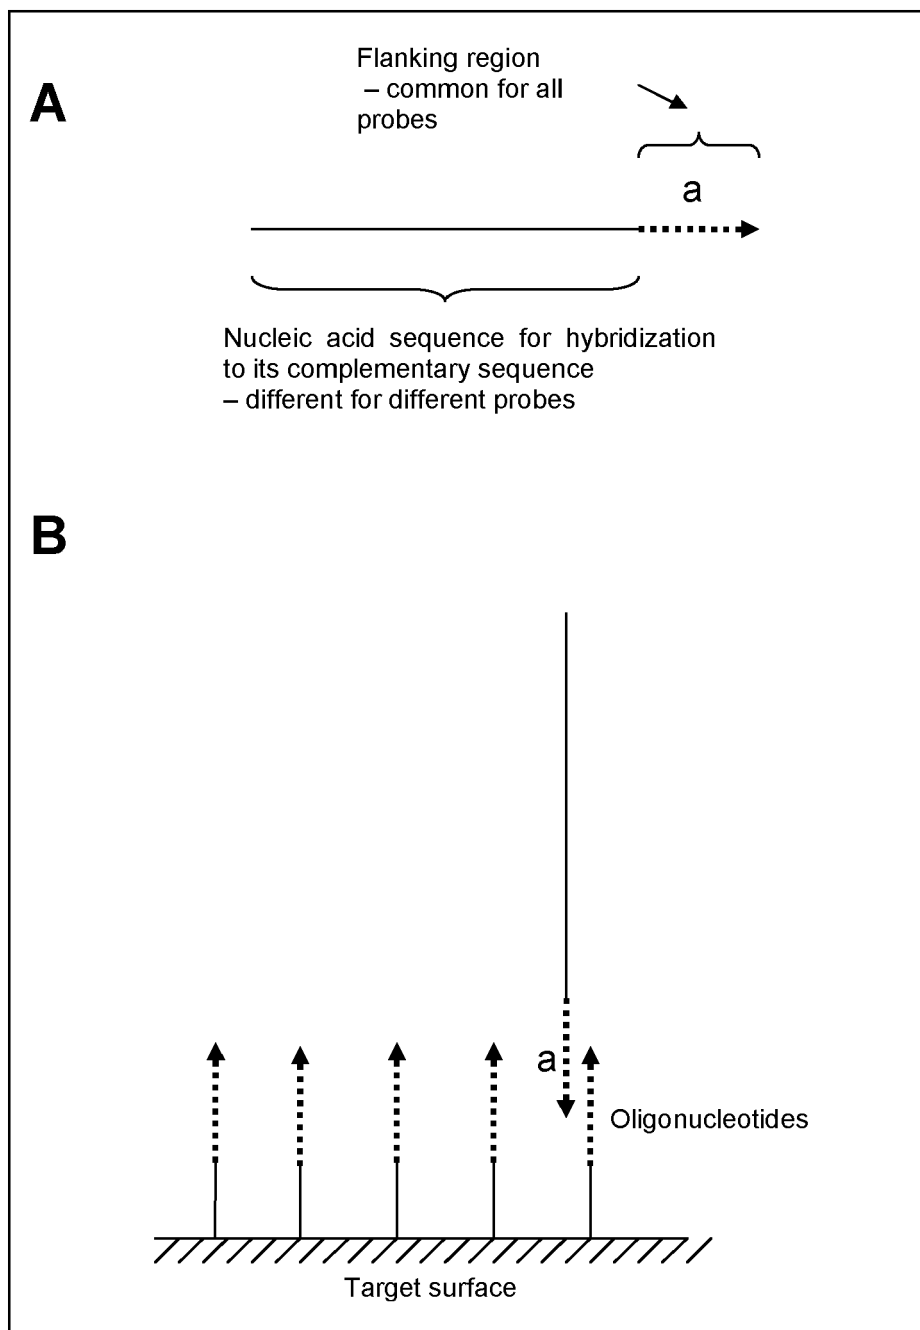 A
Flanking region
– common for all
probes
a
Nucleic acid sequence for hybridization
to its complementary sequence
– different for different probes
B
a
Oligonucleotides
Target surface